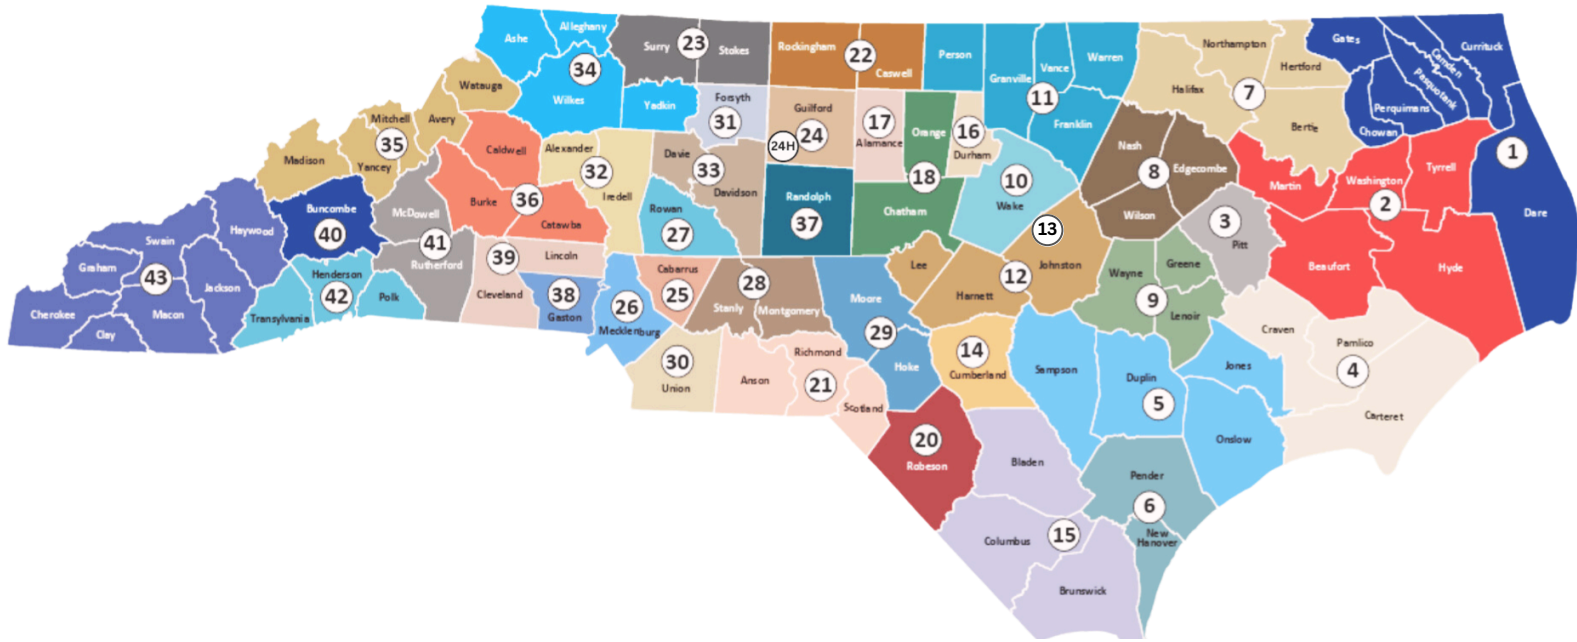 Ashe
Alleghany
34
Wilkes
Surry
23
Stokes
Yadkin
Rockingham
22
Caswell
Person
Granville
Vance
Warren
11
Franklin
Northampton
Hertford
Halifax
7
Bertie
Gates
Currituck
Camden
Pasquotank
Perquimans
Chowan
1
Dare
Watauga
Mitchell
Avery
35
Madison
Yancey
Caldwell
Burke
36
Catawba
Alexander
32
Iredell
Forsyth
31
Davie
33
Davidson
Guilford
24
24H
17
Alamance
Orange
18
Chatham
16
Durham
10
Wake
Nash
8
Edgecombe
Wilson
Martin
Washington
Tyrrell
2
Beaufort
Hyde
3
Pitt
Buncombe
40
McDowell
41
Rutherford
Haywood
Swain
Graham
43
Jackson
Cherokee
Macon
Clay
Henderson
42
Polk
Transylvania
39
Lincoln
Cleveland
38
Gaston
Rowan
27
Cabarrus
25
26
Mecklenburg
28
Stanly
Montgomery
Randolph
37
Moore
29
Hoke
Lee
12
Harnett
13
Johnston
Wayne
Greene
9
Lenoir
Craven
Pamlico
4
Carteret
30
Union
Anson
Richmond
21
Scotland
14
Cumberland
Sampson
Duplin
5
Jones
Onslow
20
Robeson
Bladen
Columbus
15
Brunswick
Pender
6
New
Hanover